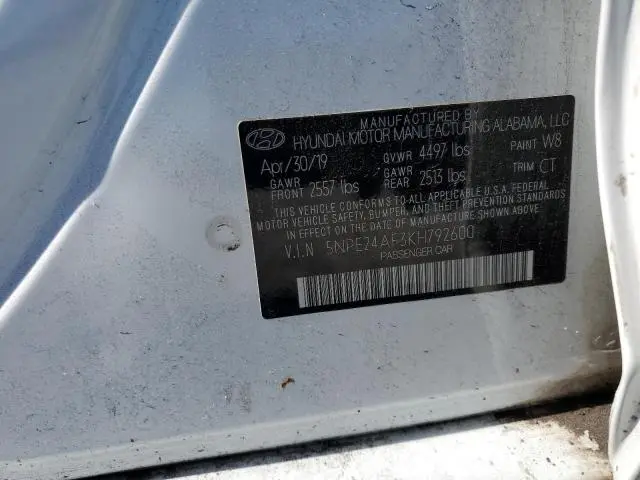 MANUFACTURED BY
HYUNDAI MOTOR MANUFACTURING ALABAMA, LLC
Apr/30/19 GVWR 4497 lbs PAINT W8
GAWR FRONT 2557 lbs GAWR REAR 2513 lbs TRIM CT
THIS VEHICLE CONFORMS TO ALL APPLICABLE U.S.A. FEDERAL
MOTOR VEHICLE SAFETY, BUMPER, AND THEFT PREVENTION
STANDARDS IN EFFECT ON THE DATE OF MANUFACTURE SHOWN ABOVE.
V.I.N 5NPE24AF3KH792600
PASSENGER CAR